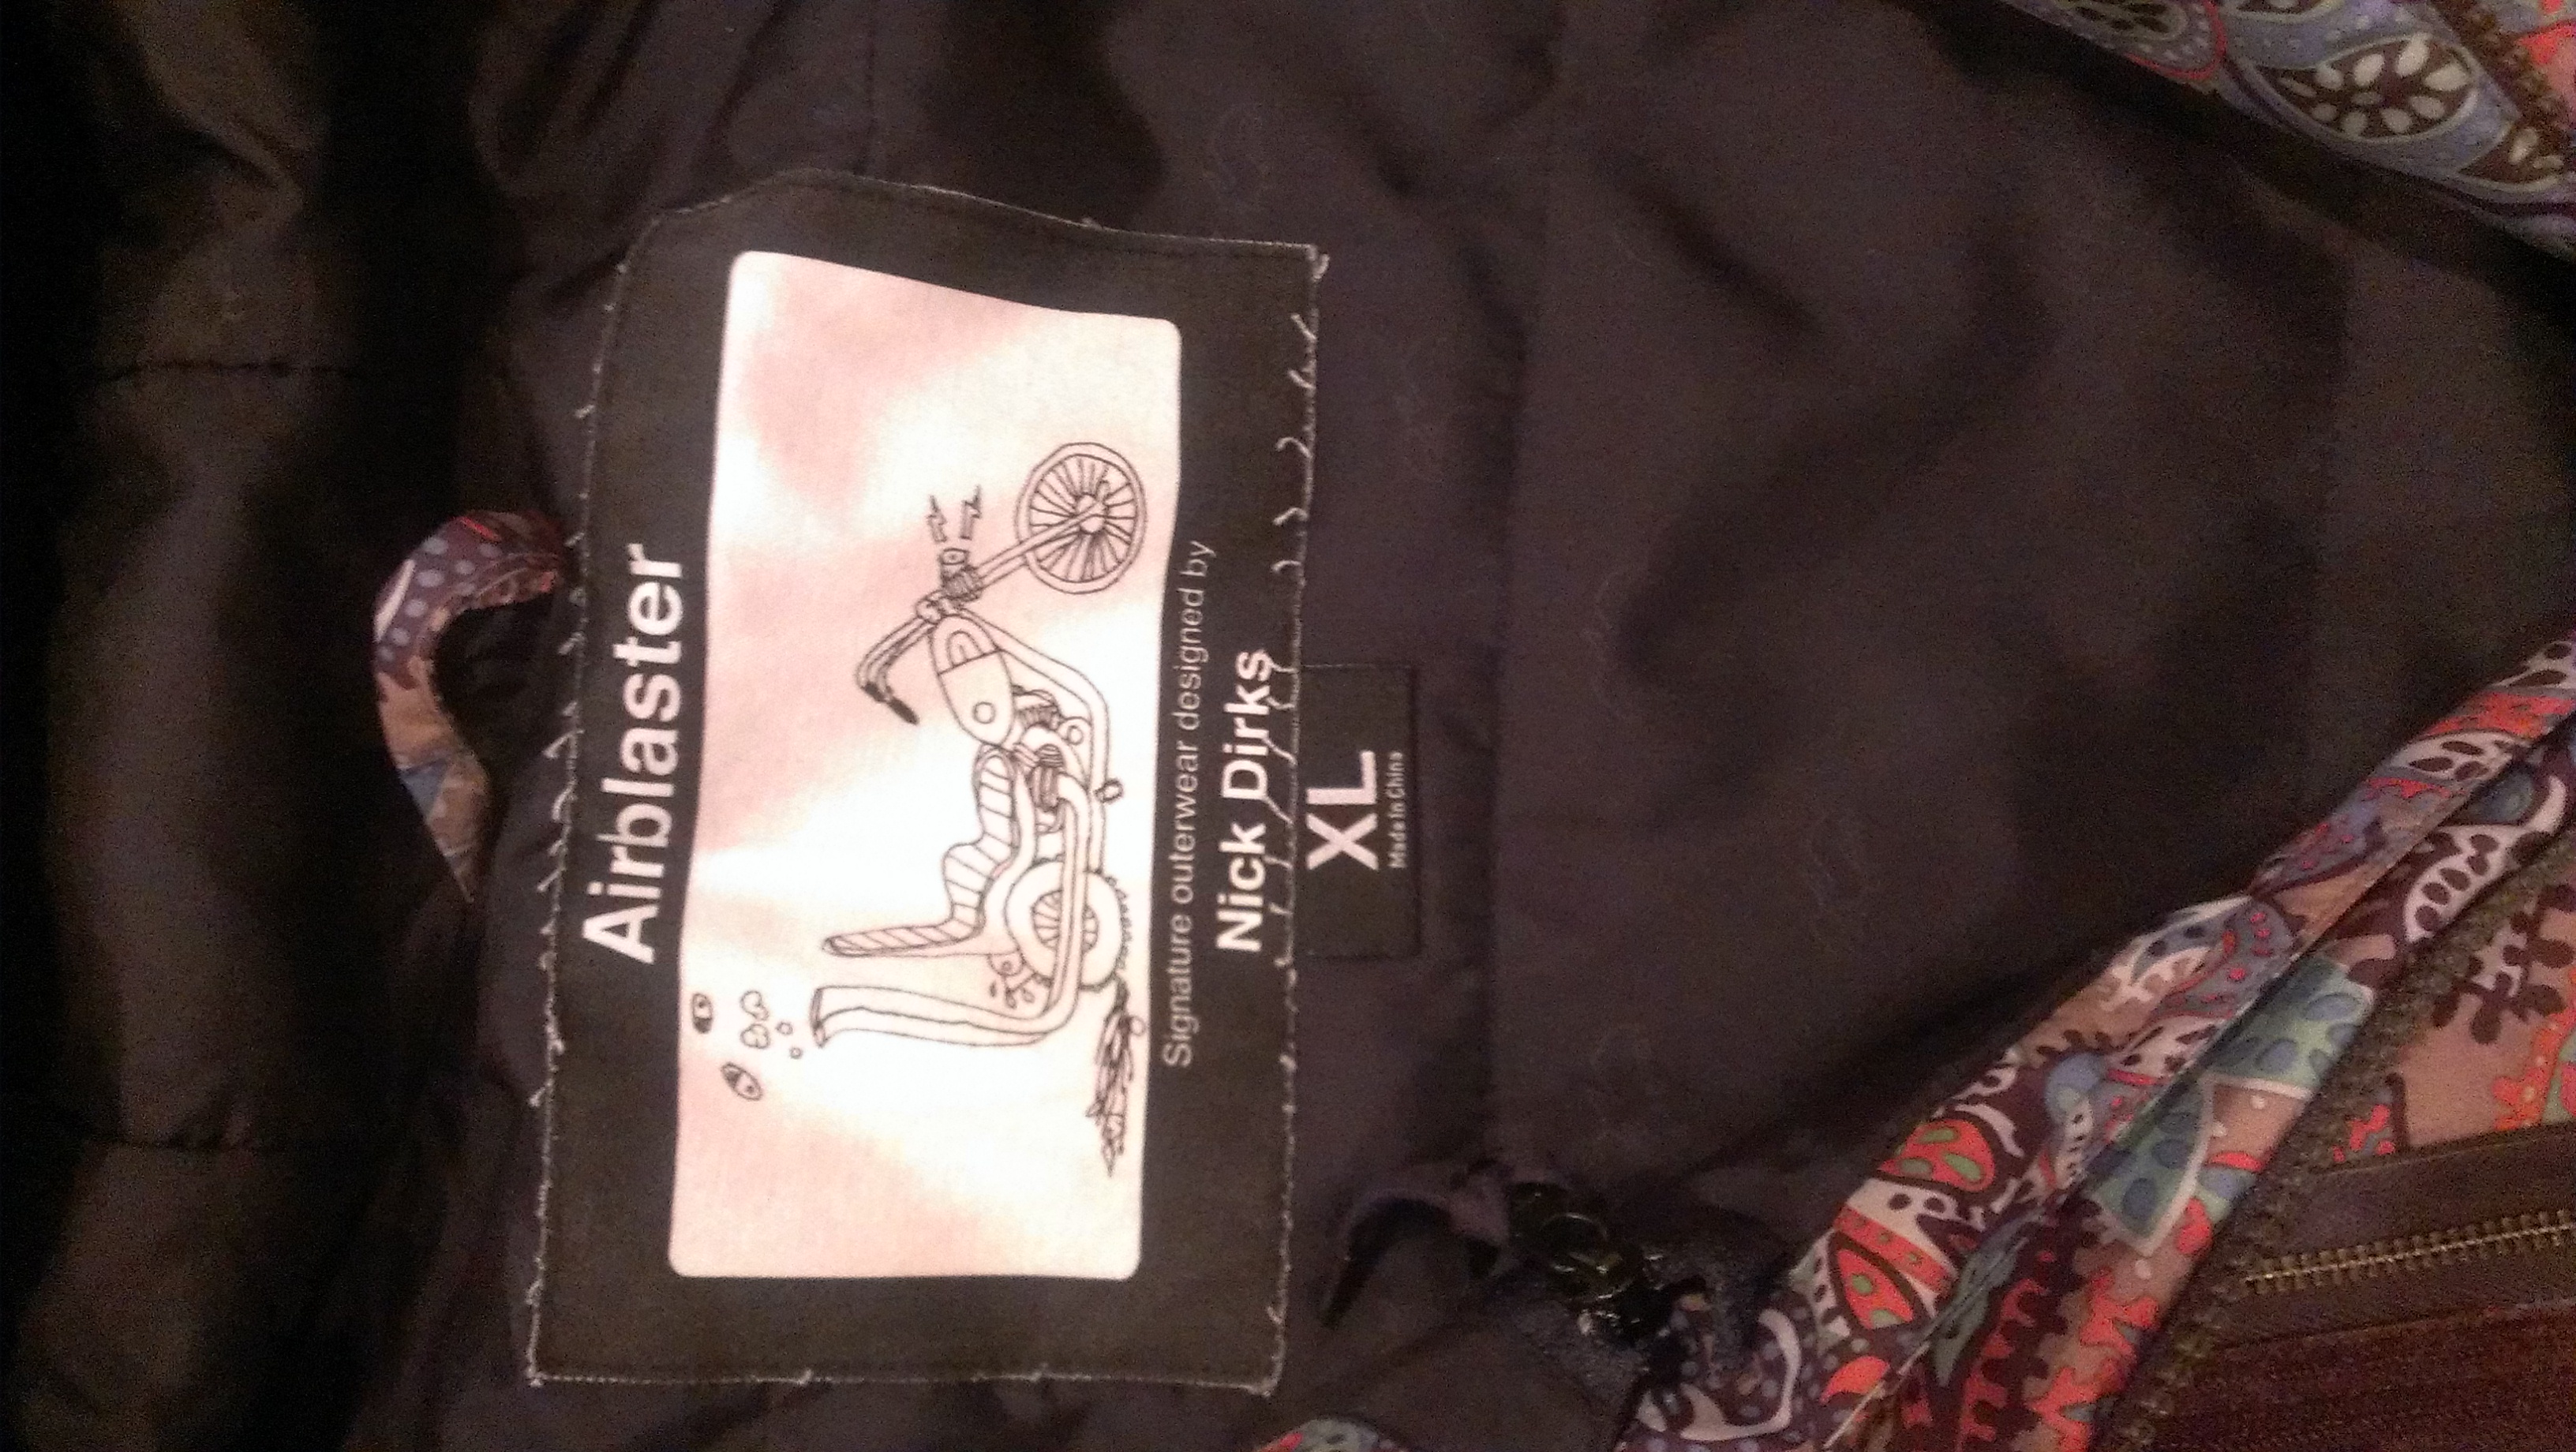 Airblaster
Signature outerwear designed by
Nick Dirks
XL
Made In China